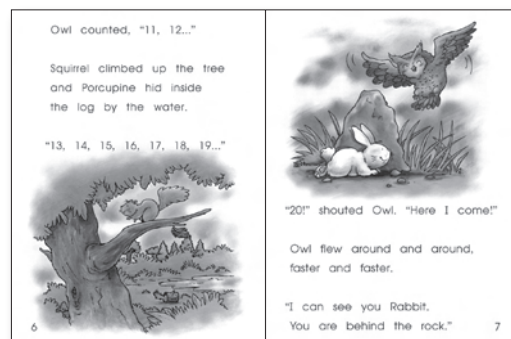 Owl counted, "11, 12..."
Squirrel climbed up the tree
and Porcupine hid inside
the log by the water.
"13, 14, 15, 16, 17, 18, 19..."
6
"20!" shouted Owl. "Here I come!"
Owl flew around and around,
faster and faster.
"I can see you Rabbit.
You are behind the rock."
7